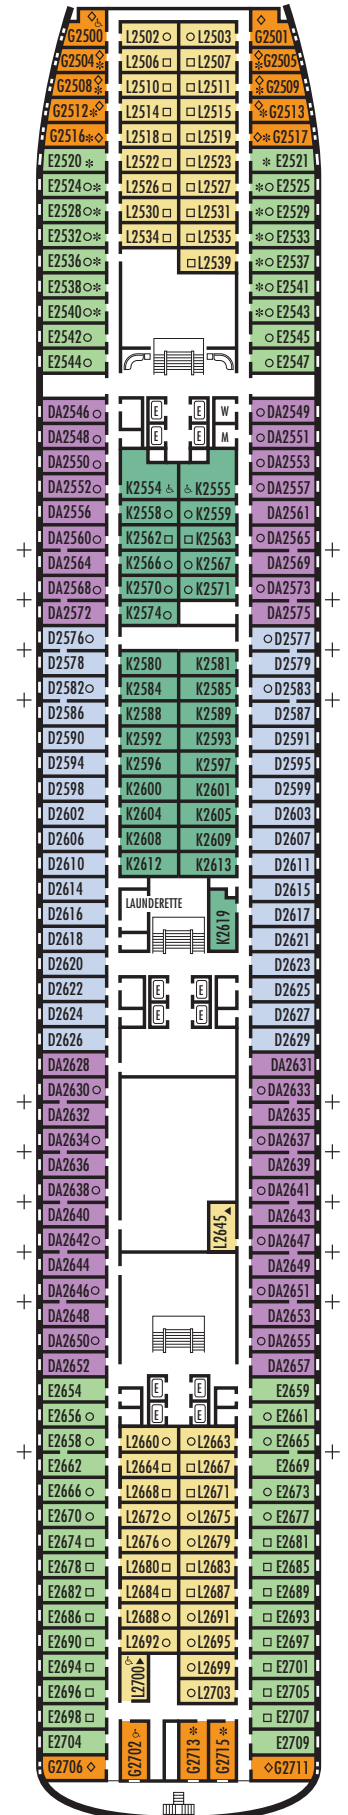 G2500 L2502 L2503 G2501
G2504 L2506 L2507 G2505
G2508 L2510 L2511 G2509
G2512 L2514 L2515 G2513
G2516 L2518 L2519 G2517
E2520 L2522 L2523 E2521
E2524 L2526 L2527 E2525
E2528 L2530 L2531 E2529
E2532 L2534 L2535 E2533
E2536 L2539 E2537
E2538 E2541
E2540 E2543
E2542 E2545
E2544 E2547
DA2546 E E W DA2549
DA2548 E E M DA2551
DA2550 DA2553
DA2552 K2554 K2555 DA2557
DA2556 K2558 K2559 DA2561
DA2560 K2562 K2563 DA2565
DA2564 K2566 K2567 DA2569
DA2568 K2570 K2571 DA2573
DA2572 K2574 DA2575
D2576 D2577
D2578 K2580 K2581 D2579
D2582 K2584 K2585 D2583
D2586 K2588 K2589 D2587
D2590 K2592 K2593 D2591
D2594 K2596 K2597 D2595
D2598 K2600 K2601 D2599
D2602 K2604 K2605 D2603
D2606 K2608 K2609 D2607
D2610 K2612 K2613 D2611
D2614 D2615
D2616 LAUNDERETTE K2619 D2617
D2618 D2621
D2620 D2623
D2622 E E D2625
D2624 E E D2627
D2626 D2629
DA2628 DA2631
DA2630 DA2633
DA2632 DA2635
DA2634 DA2637
DA2636 DA2639
DA2638 DA2641
DA2640 L2645 DA2643
DA2642 DA2647
DA2644 DA2649
DA2646 DA2651
DA2648 DA2653
DA2650 DA2655
DA2652 DA2657
E2654 E E E2659
E2656 E E E2661
E2658 L2660 L2663 E2665
E2662 L2664 L2667 E2669
E2666 L2668 L2671 E2673
E2670 L2672 L2675 E2677
E2674 L2676 L2679 E2681
E2678 L2680 L2683 E2685
E2682 L2684 L2687 E2689
E2686 L2688 L2691 E2693
E2690 L2692 L2695 E2697
E2694 L2700 L2699 E2701
E2696 L2703 E2705
E2698 E2707
E2704 G2702 G2713 G2715 E2709
G2706 G2711